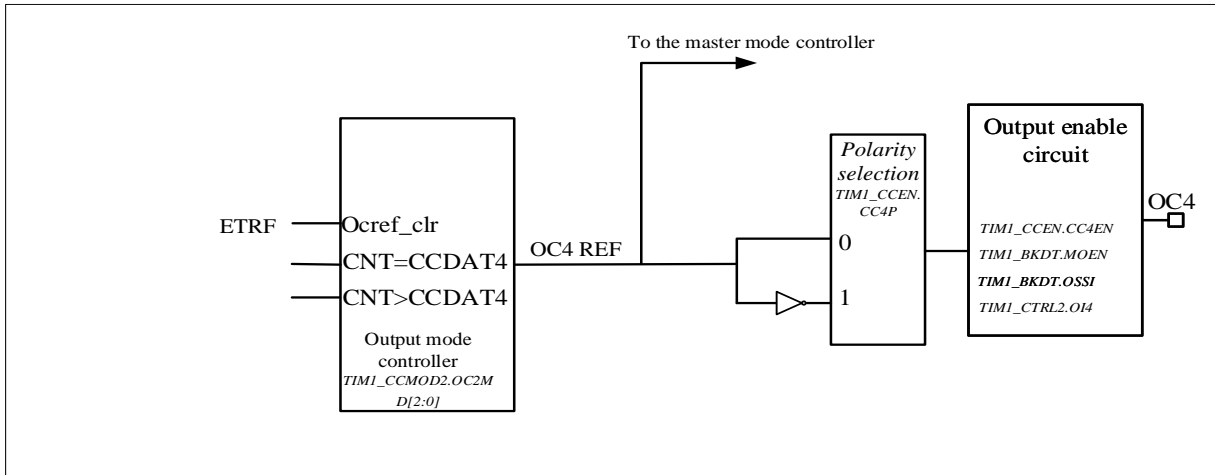 To the master mode controller
ETRF
Ocref_clr
CNT=CCDAT4
CNT>CCDAT4
Output mode
controller
TIM1_CCMOD2.OC2M
D[2:0]
OC4 REF
Polarity
selection
TIM1_CCEN.
CC4P
0
1
Output enable
circuit
TIM1_CCEN.CC4EN
TIM1_BKDT.MOEN
TIM1_BKDT.OSSI
TIM1_CTRL2.OI4
OC4